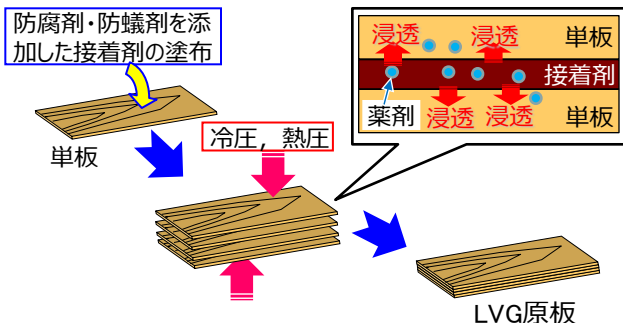 防腐剤・防蟻剤を添
加した接着剤の塗布
単板
冷圧，熱圧
浸透
浸透
単板
接着剤
薬剤
浸透
浸透
単板
LVG原板